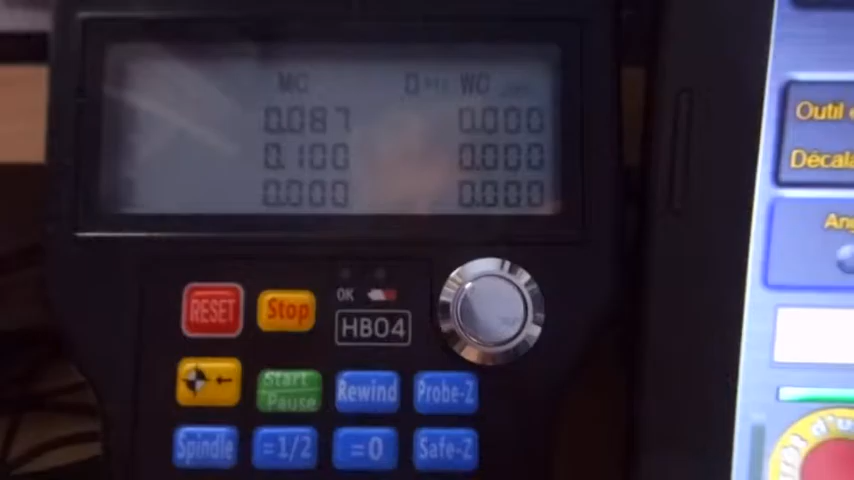 MC WC
0.087 0.000
0.100 0.000
0.000 0.000
Outil
Décala
Ang
RESET Stop OK
HB04
Start Pause Rewind Probe-Z
Spindle =1/2 =0 Safe-Z